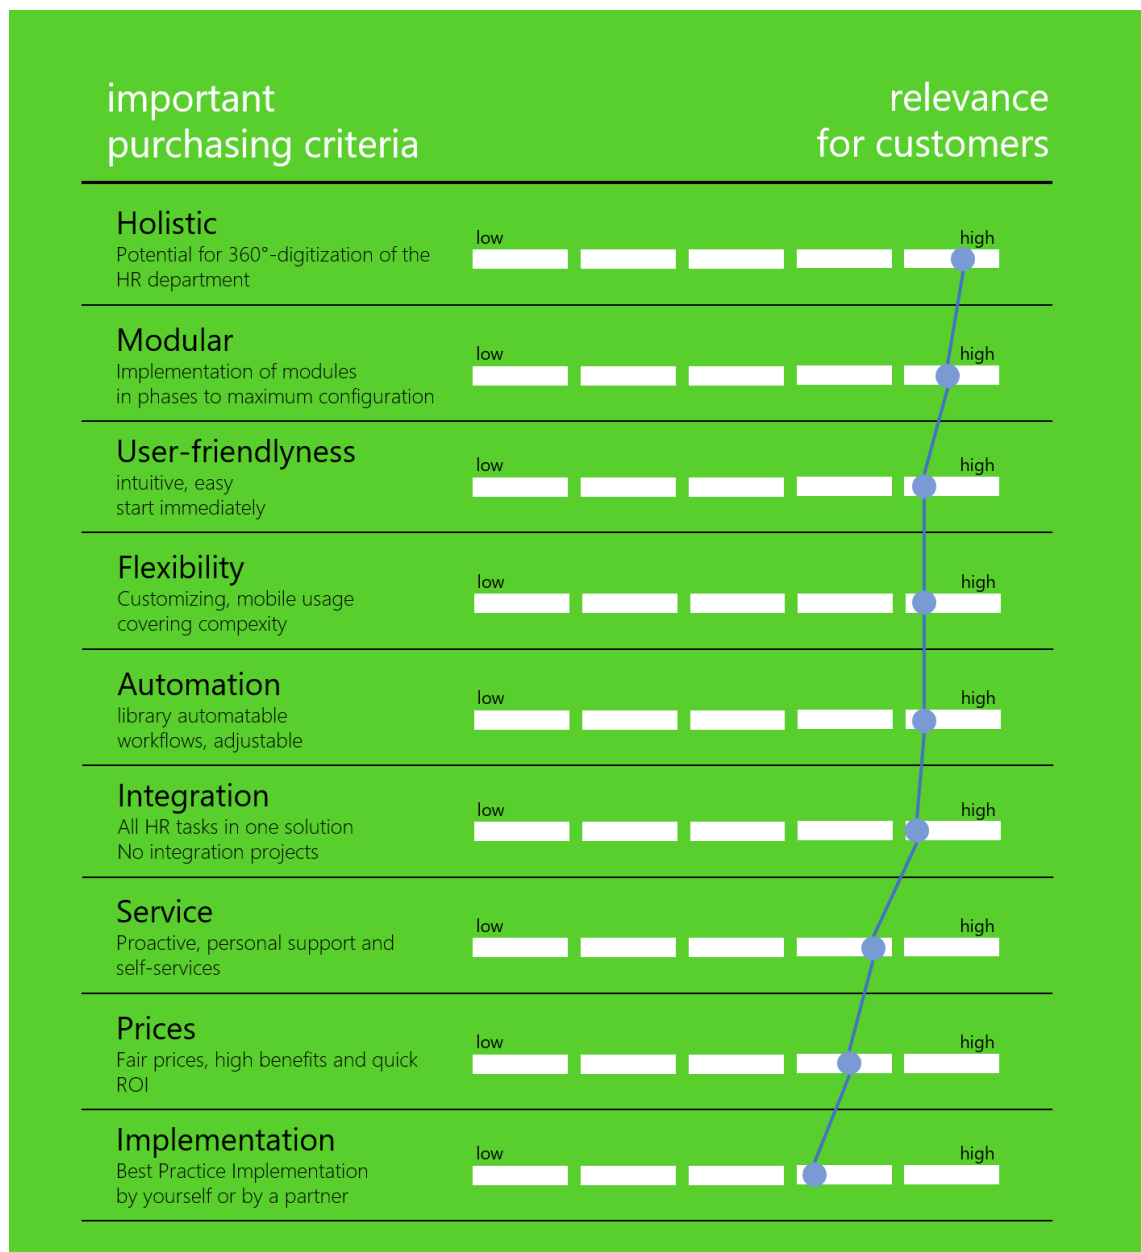 important
purchasing criteria
relevance
for customers
Holistic
Potential for 360°-digitization of the
HR department
low
high
Modular
Implementation of modules
in phases to maximum configuration
low
high
User-friendlyness
intuitive, easy
start immediately
low
high
Flexibility
Customizing, mobile usage
covering compexity
low
high
Automation
library automatable
workflows, adjustable
low
high
Integration
All HR tasks in one solution
No integration projects
low
high
Service
Proactive, personal support and
self-services
low
high
Prices
Fair prices, high benefits and quick
ROI
low
high
Implementation
Best Practice Implementation
by yourself or by a partner
low
high